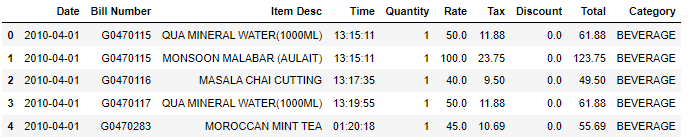 Date Bill Number Item Desc Time Quantity Rate Tax Discount Total Category
0 2010-04-01 G0470115 QUA MINERAL WATER(1000ML) 13:15:11 1 50.0 11.88 0.0 61.88 BEVERAGE
1 2010-04-01 G0470115 MONSOON MALABAR (AULAIT) 13:15:11 1 100.0 23.75 0.0 123.75 BEVERAGE
2 2010-04-01 G0470116 MASALA CHAI CUTTING 13:17:35 1 40.0 9.50 0.0 49.50 BEVERAGE
3 2010-04-01 G0470117 QUA MINERAL WATER(1000ML) 13:19:55 1 50.0 11.88 0.0 61.88 BEVERAGE
4 2010-04-01 G0470283 MOROCCAN MINT TEA 01:20:18 1 45.0 10.69 0.0 55.69 BEVERAGE